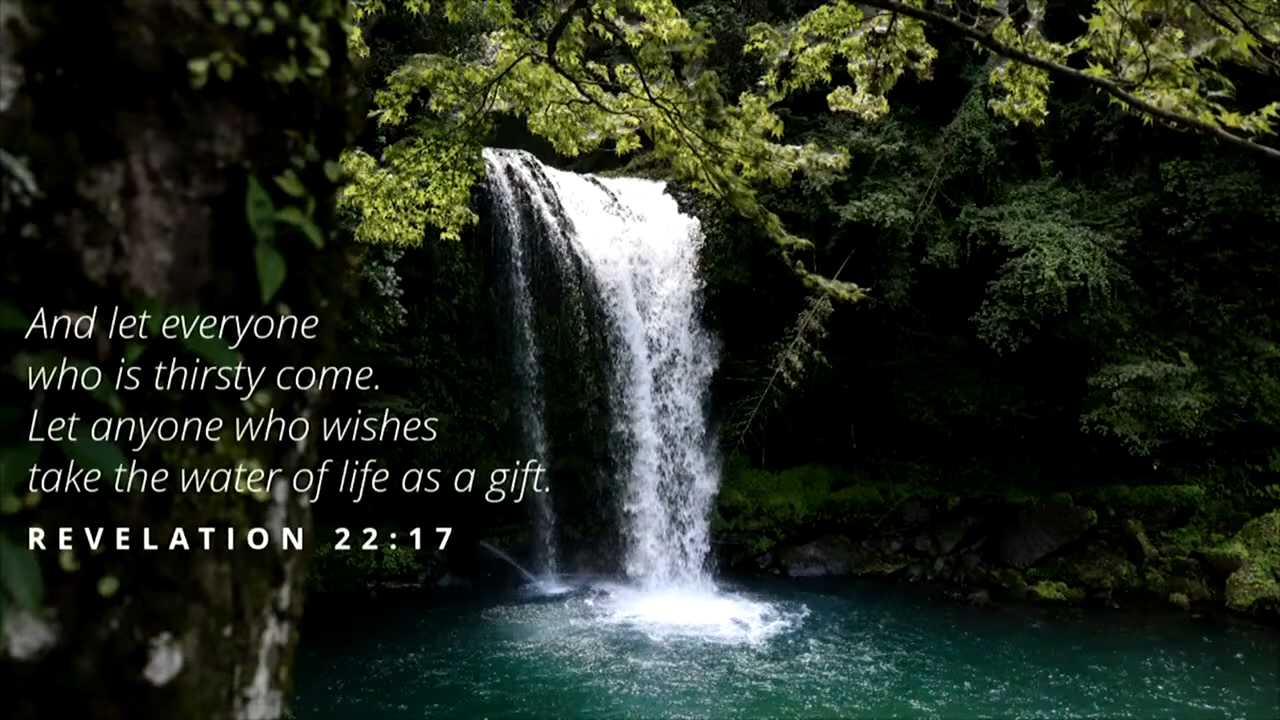 And let everyone
who is thirsty come.
Let anyone who wishes
take the water of life as a gift.
REVELATION 22:17